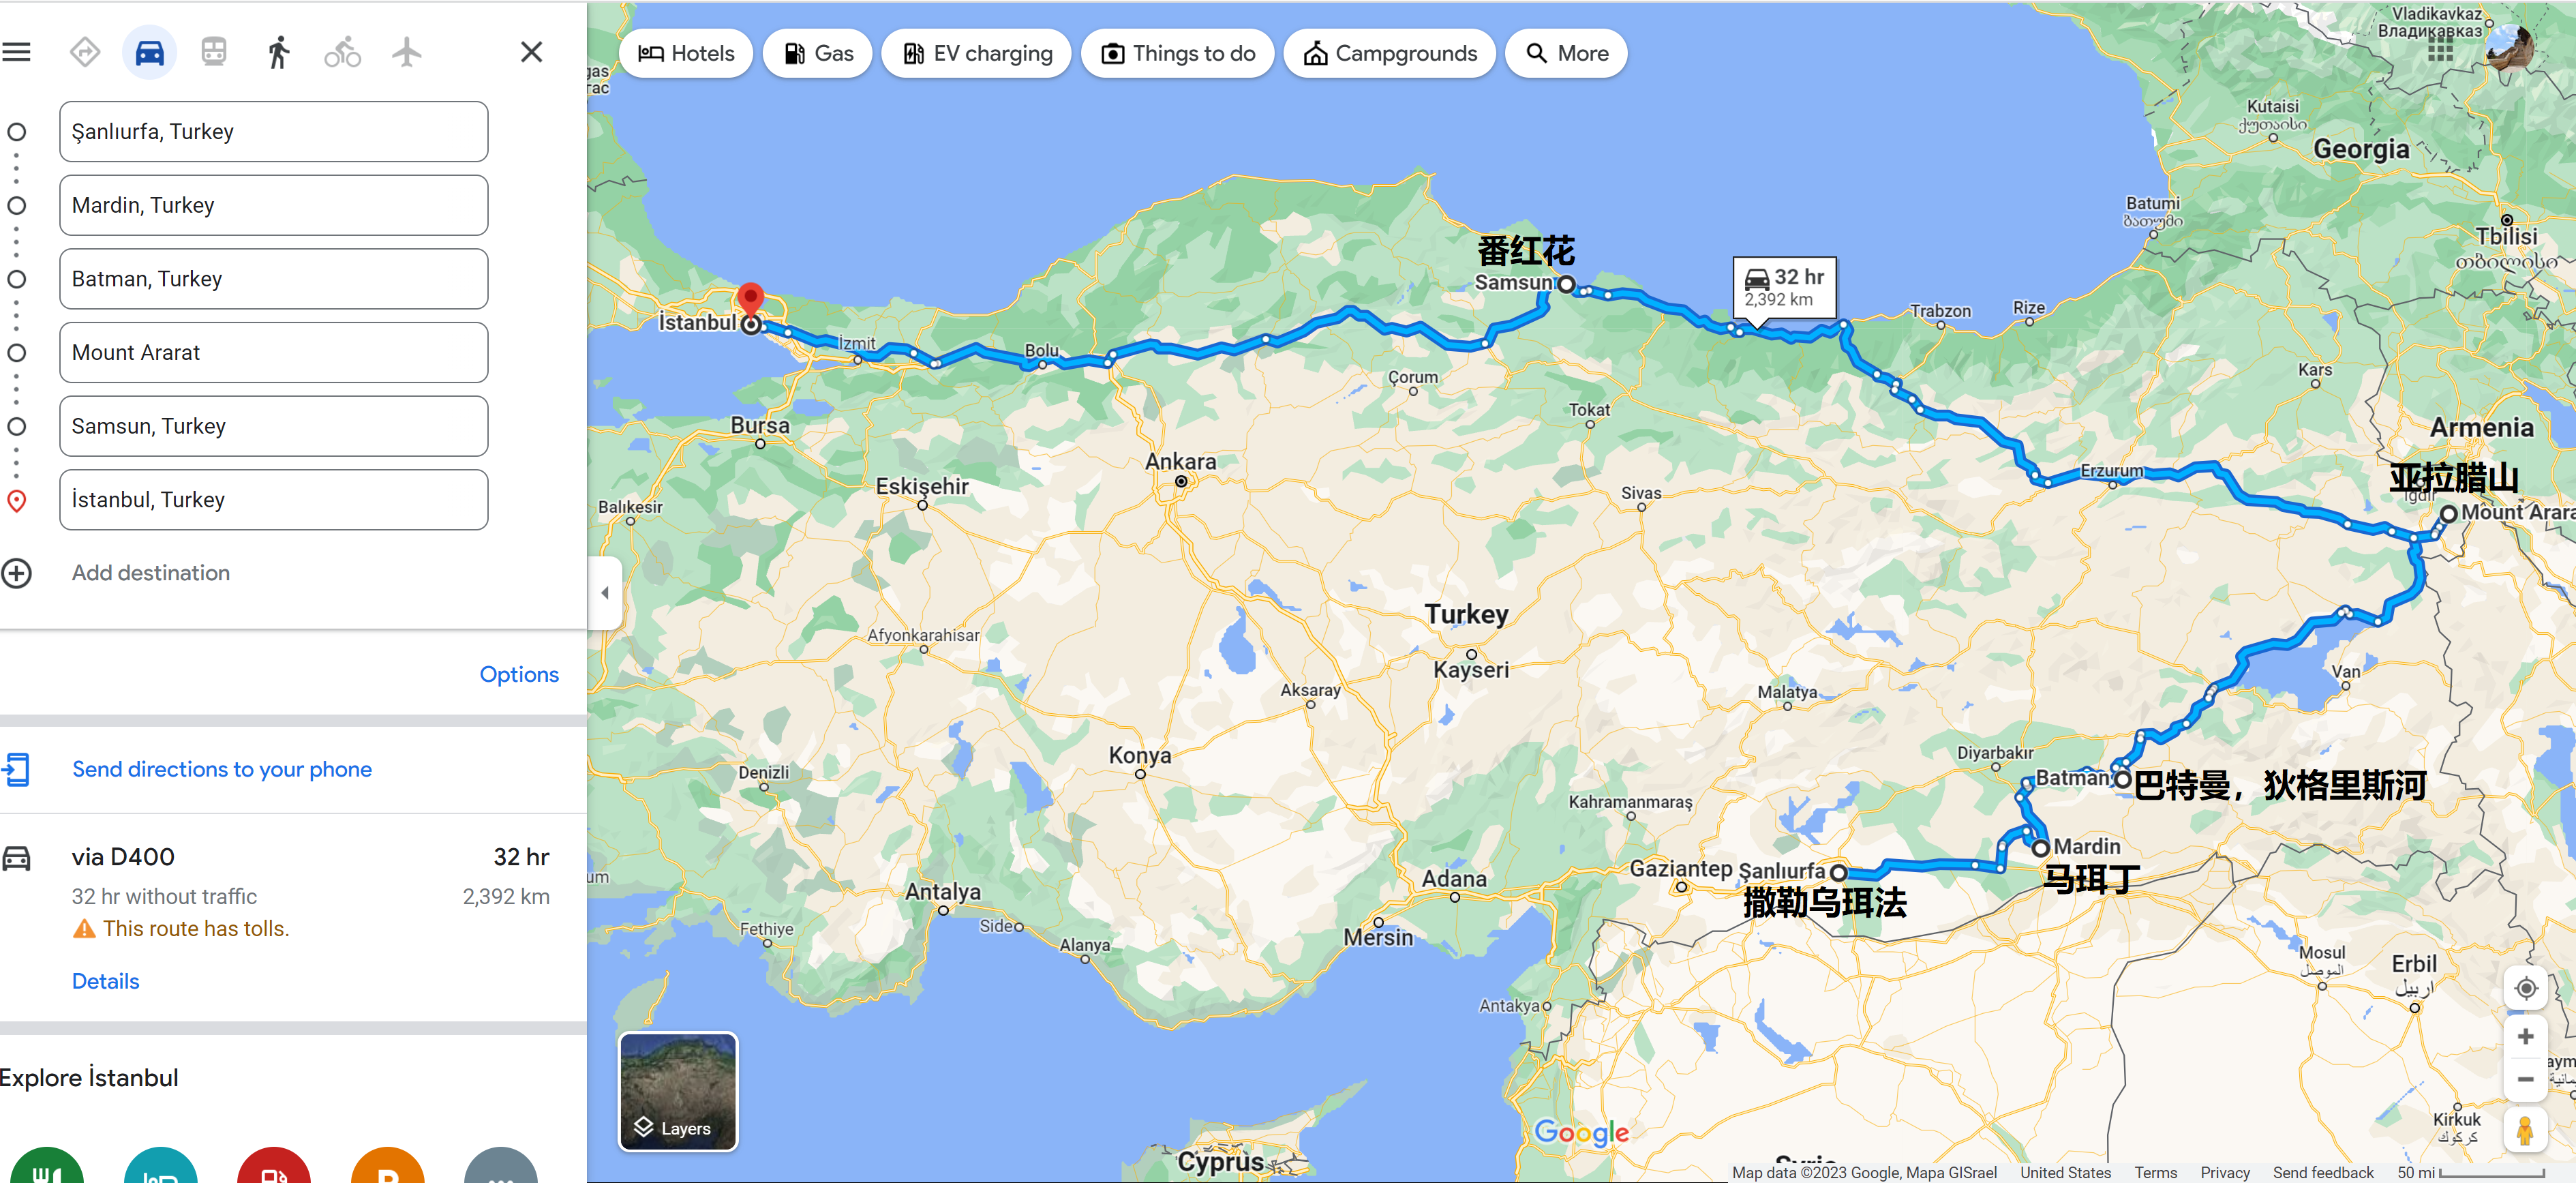 Şanlıurfa, Turkey
Mardin, Turkey
Batman, Turkey
Mount Ararat
Samsun, Turkey
İstanbul, Turkey
Add destination
Options
Send directions to your phone
via D400
32 hr
32 hr without traffic
2,392 km
This route has tolls.
Details
Explore İstanbul
Hotels
Gas
EV charging
Things to do
Campgrounds
More
Vladikavkaz
Владикавказ
Kutaisi
ქუთაისი
Georgia
Batumi
ბათუმი
Tbilisi
თბილისი
番红花
Samsun
32 hr
2,392 km
Trabzon
Rize
İstanbul
İzmit
Bolu
Çorum
Tokat
Kars
Armenia
Bursa
Ankara
Eskişehir
Erzurum
亚拉腊山
Iğdır
Mount Arara
Balıkesir
Sivas
Turkey
Kayseri
Afyonkarahisar
Aksaray
Malatya
Van
Konya
Denizli
Diyarbakır
Batman
巴特曼，狄格里斯河
Kahramanmaraş
Mardin
马珥丁
Gaziantep
Şanlıurfa
撒勒乌珥法
Adana
Antalya
Mersin
Fethiye
Side
Alanya
Mosul
الموصل
Erbil
اربيل
Antakya
Layers
Google
Cyprus
Syria
Kirkuk
كركوك
Map data ©2023 Google, Mapa GISrael
United States
Terms
Privacy
Send feedback
50 mi